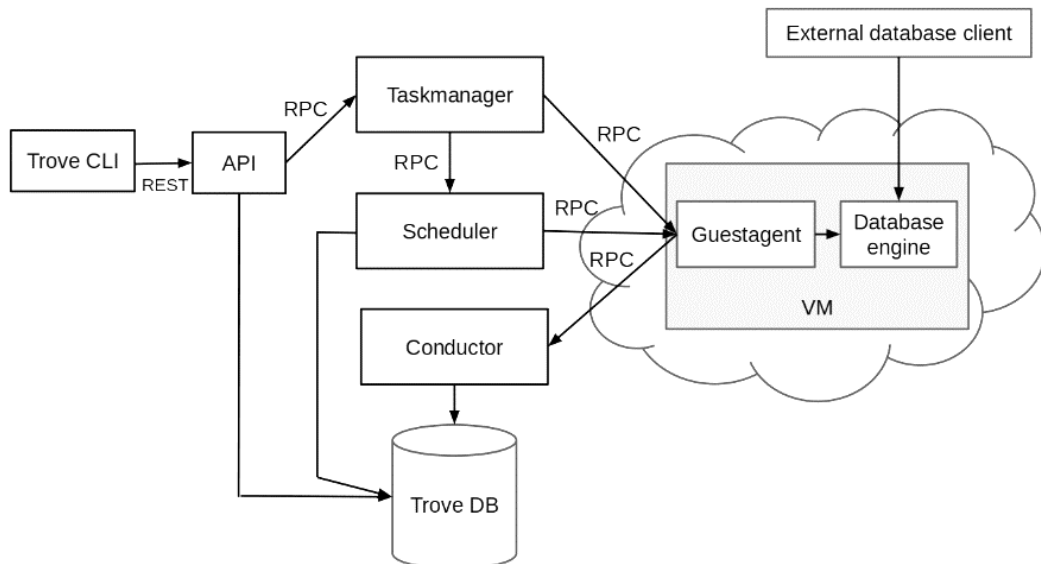 External database client
Taskmanager
RPC
RPC
Trove CLI
API
RPC
REST
Scheduler
RPC
Guestagent
Database
engine
RPC
VM
Conductor
Trove DB